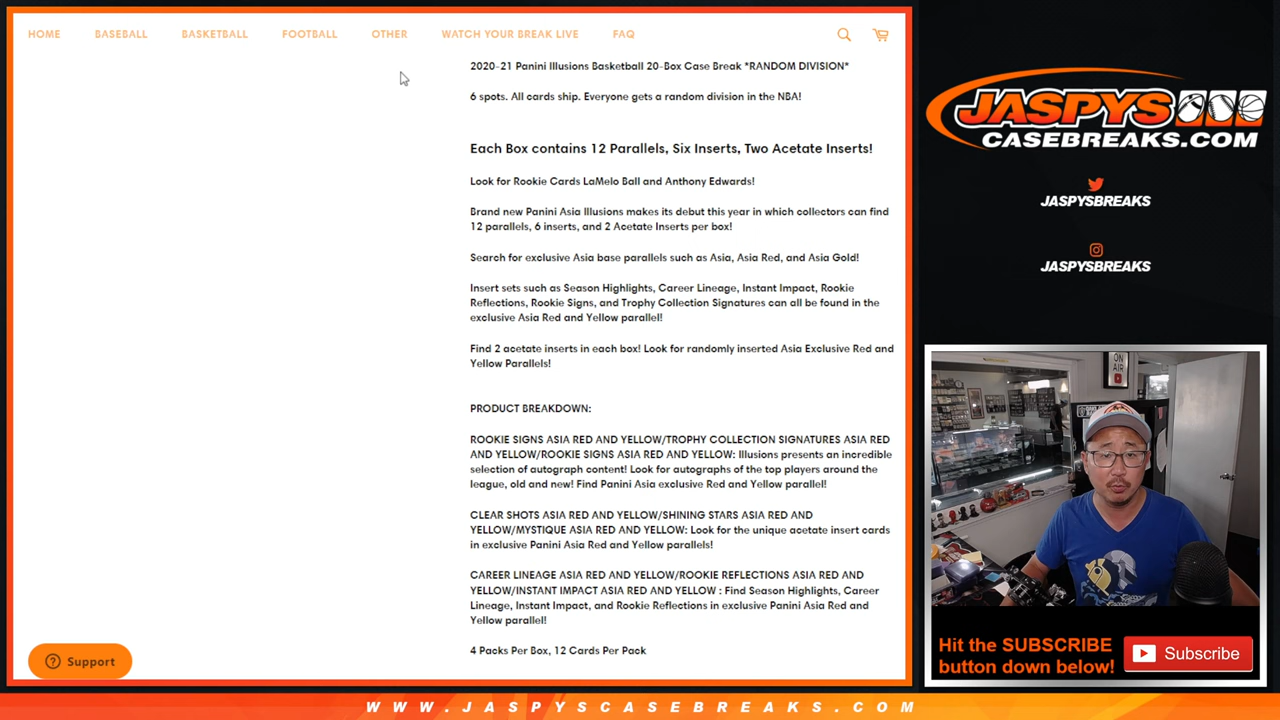 HOME BASEBALL BASKETBALL FOOTBALL OTHER WATCH YOUR BREAK LIVE FAQ
2020-21 Panini Illusions Basketball 20-Box Case Break *RANDOM DIVISION*
6 spots. All cards ship. Everyone gets a random division in the NBA!
Each Box contains 12 Parallels, Six Inserts, Two Acetate Inserts!
Look for Rookie Cards LaMelo Ball and Anthony Edwards!
Brand new Panini Asia Illusions makes its debut this year in which collectors can find
12 parallels, 6 inserts, and 2 Acetate Inserts per box!
Search for exclusive Asia base parallels such as Asia, Asia Red, and Asia Gold!
Insert sets such as Season Highlights, Career Lineage, Instant Impact, Rookie
Reflections, Rookie Signs, and Trophy Collection Signatures can all be found in the
exclusive Asia Red and Yellow parallel!
Find 2 acetate inserts in each box! Look for randomly inserted Asia Exclusive Red and
Yellow Parallels!
PRODUCT BREAKDOWN:
ROOKIE SIGNS ASIA RED AND YELLOW/TROPHY COLLECTION SIGNATURES ASIA RED
AND YELLOW/ROOKIE SIGNS ASIA RED AND YELLOW: Illusions presents an incredible
selection of autograph content! Look for autographs of the top players around the
league, old and new! Find Panini Asia exclusive Red and Yellow parallel!
CLEAR SHOTS ASIA RED AND YELLOW/SHINING STARS ASIA RED AND
YELLOW/MYSTIQUE ASIA RED AND YELLOW: Look for the unique acetate insert cards
in exclusive Panini Asia Red and Yellow parallels!
CAREER LINEAGE ASIA RED AND YELLOW/ROOKIE REFLECTIONS ASIA RED AND
YELLOW/INSTANT IMPACT ASIA RED AND YELLOW : Find Season Highlights, Career
Lineage, Instant Impact, and Rookie Reflections in exclusive Panini Asia Red and
Yellow parallel!
4 Packs Per Box, 12 Cards Per Pack
Support
JASPYS
CASEBREAKS.COM
JASPYSBREAKS
JASPYSBREAKS
ON
AIR
Hit the SUBSCRIBE
button down below!
Subscribe
WWW.JASPYSCASEBREAKS.COM